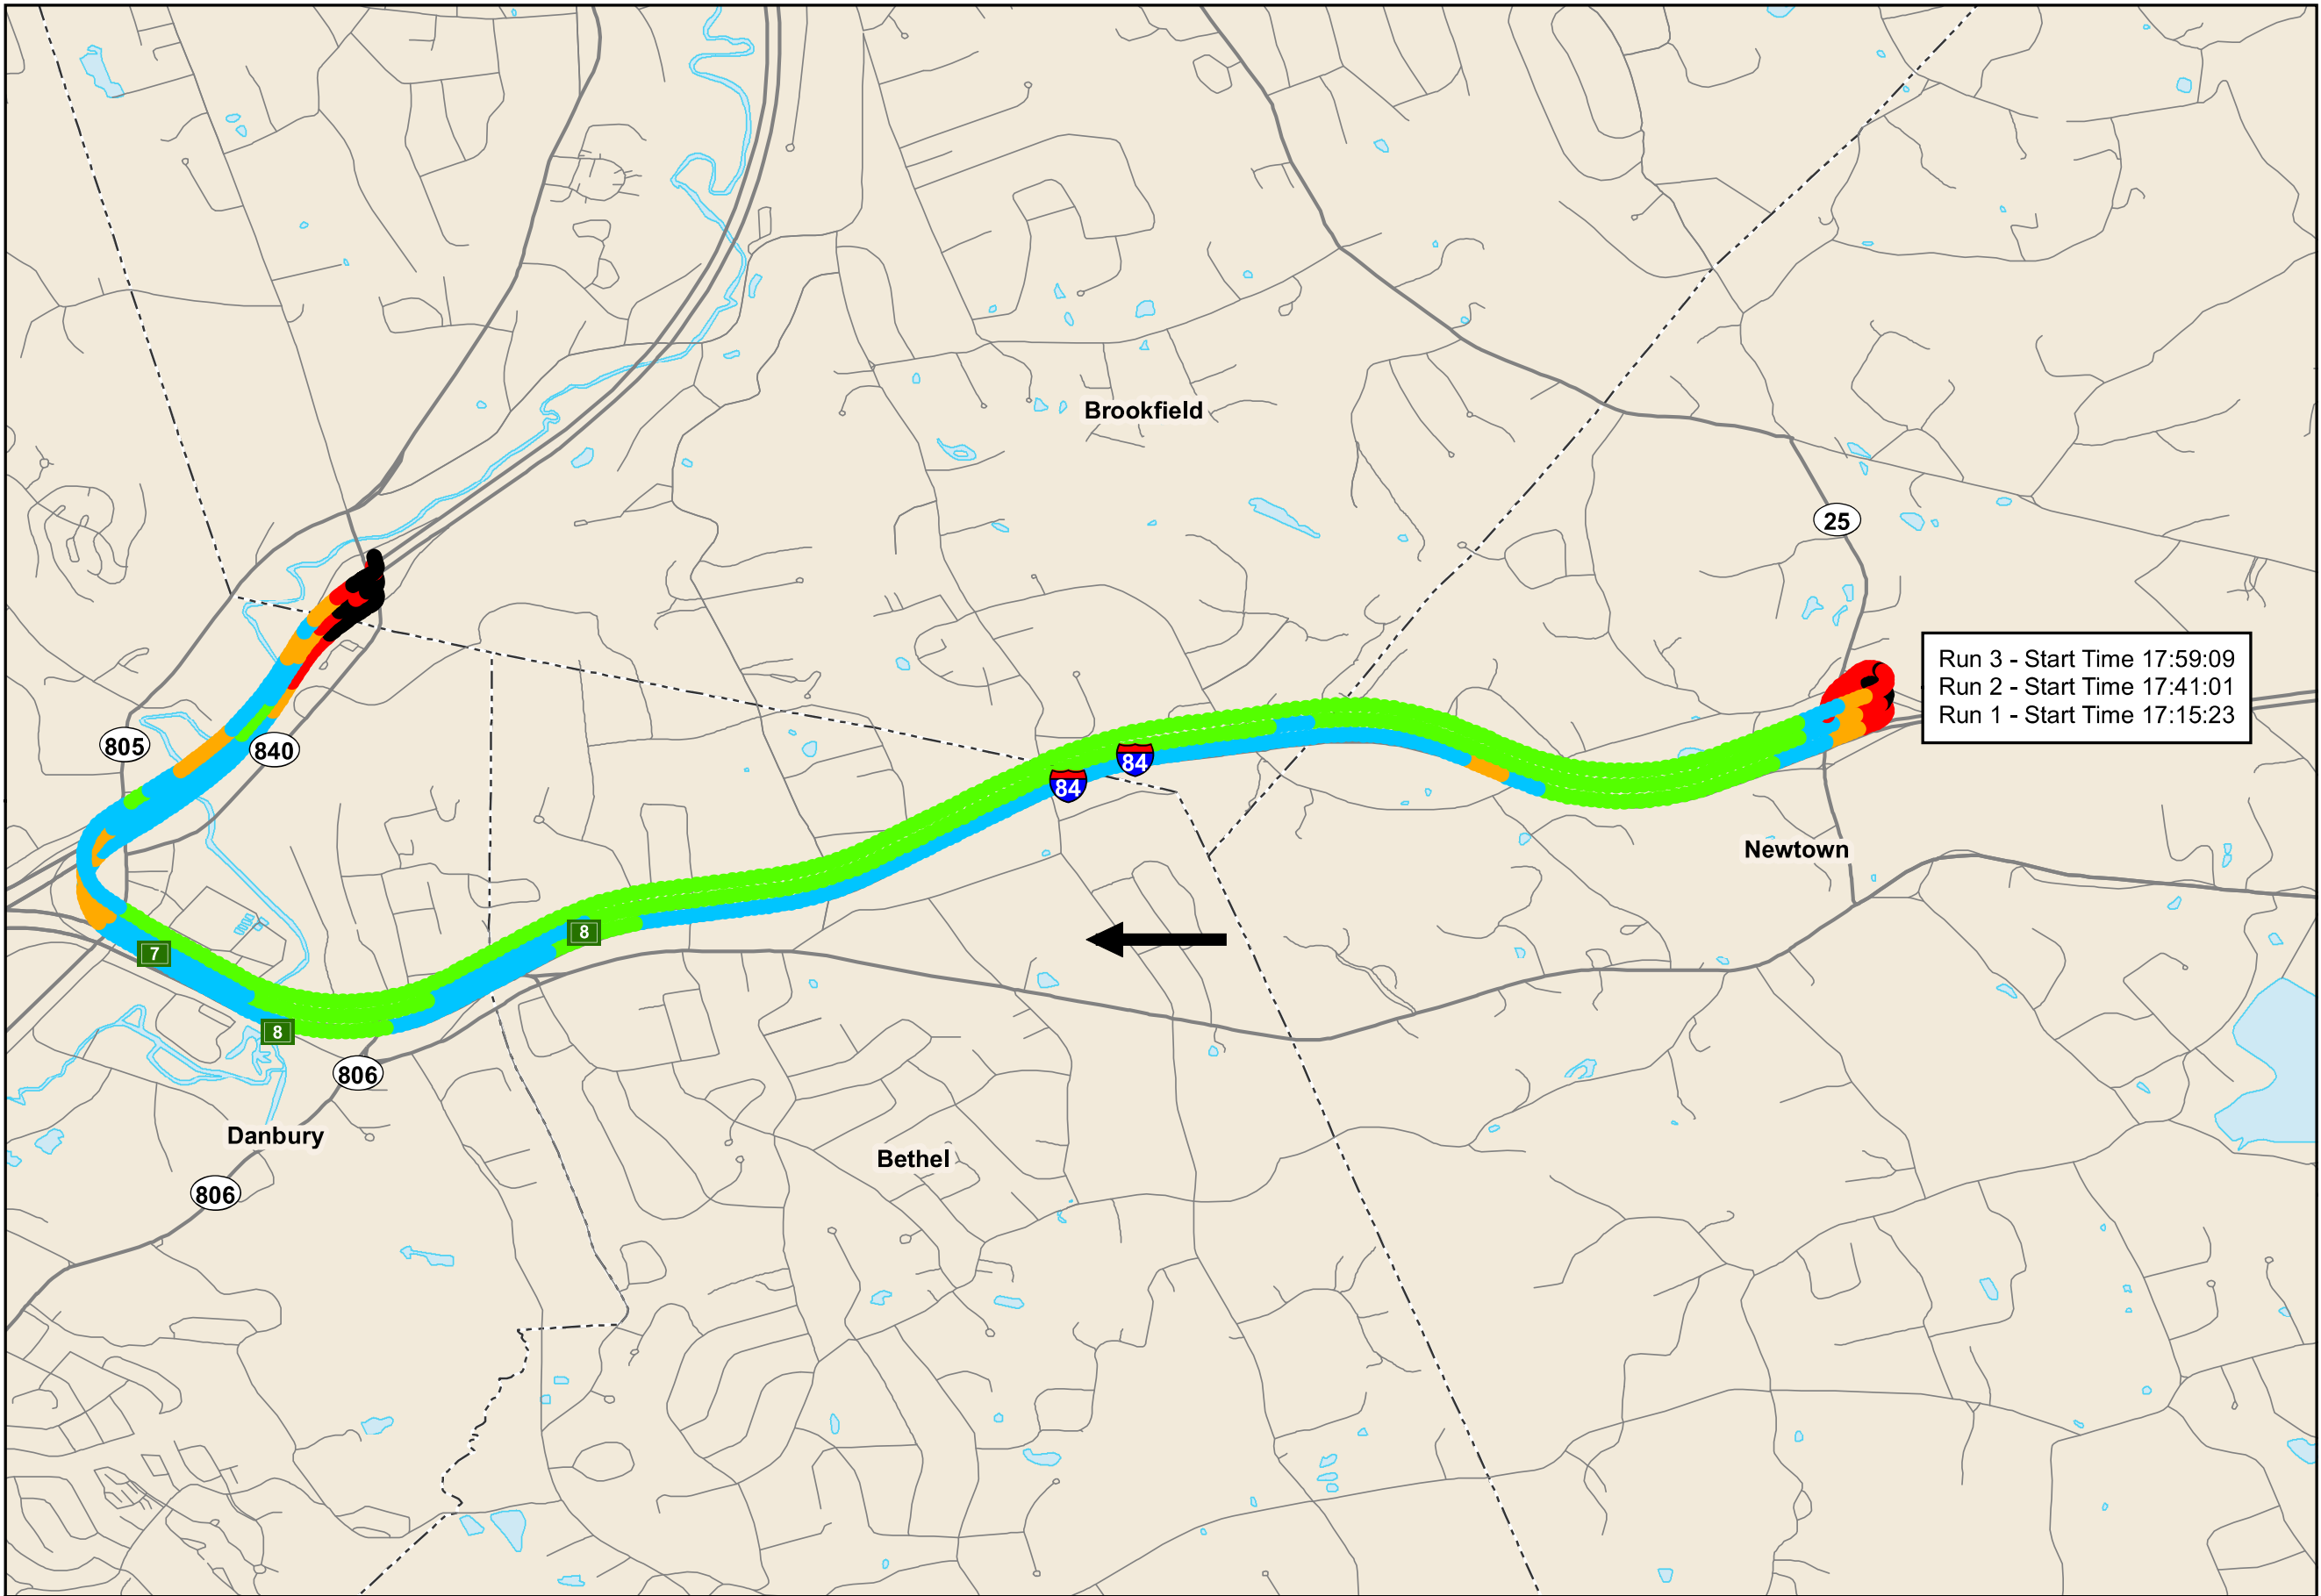 Brookfield
25
Run 3 - Start Time 17:59:09
Run 2 - Start Time 17:41:01
Run 1 - Start Time 17:15:23
805
840
84
84
Newtown
8
7
8
806
Danbury
Bethel
806